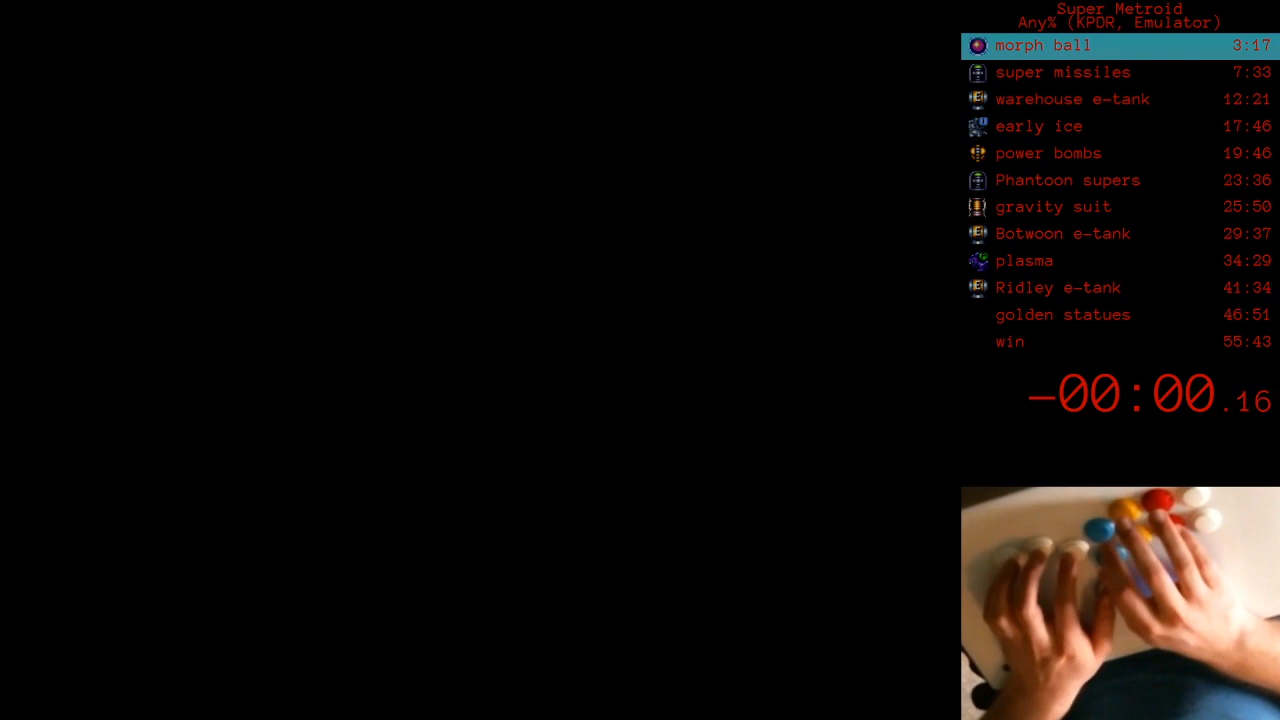 Super Metroid
Any% (KPDR, Emulator)
morph ball 3:17
super missiles 7:33
warehouse e-tank 12:21
early ice 17:46
power bombs 19:46
Phantoon supers 23:36
gravity suit 25:50
Botwoon e-tank 29:37
plasma 34:29
Ridley e-tank 41:34
golden statues 46:51
win 55:43
−00:00.16